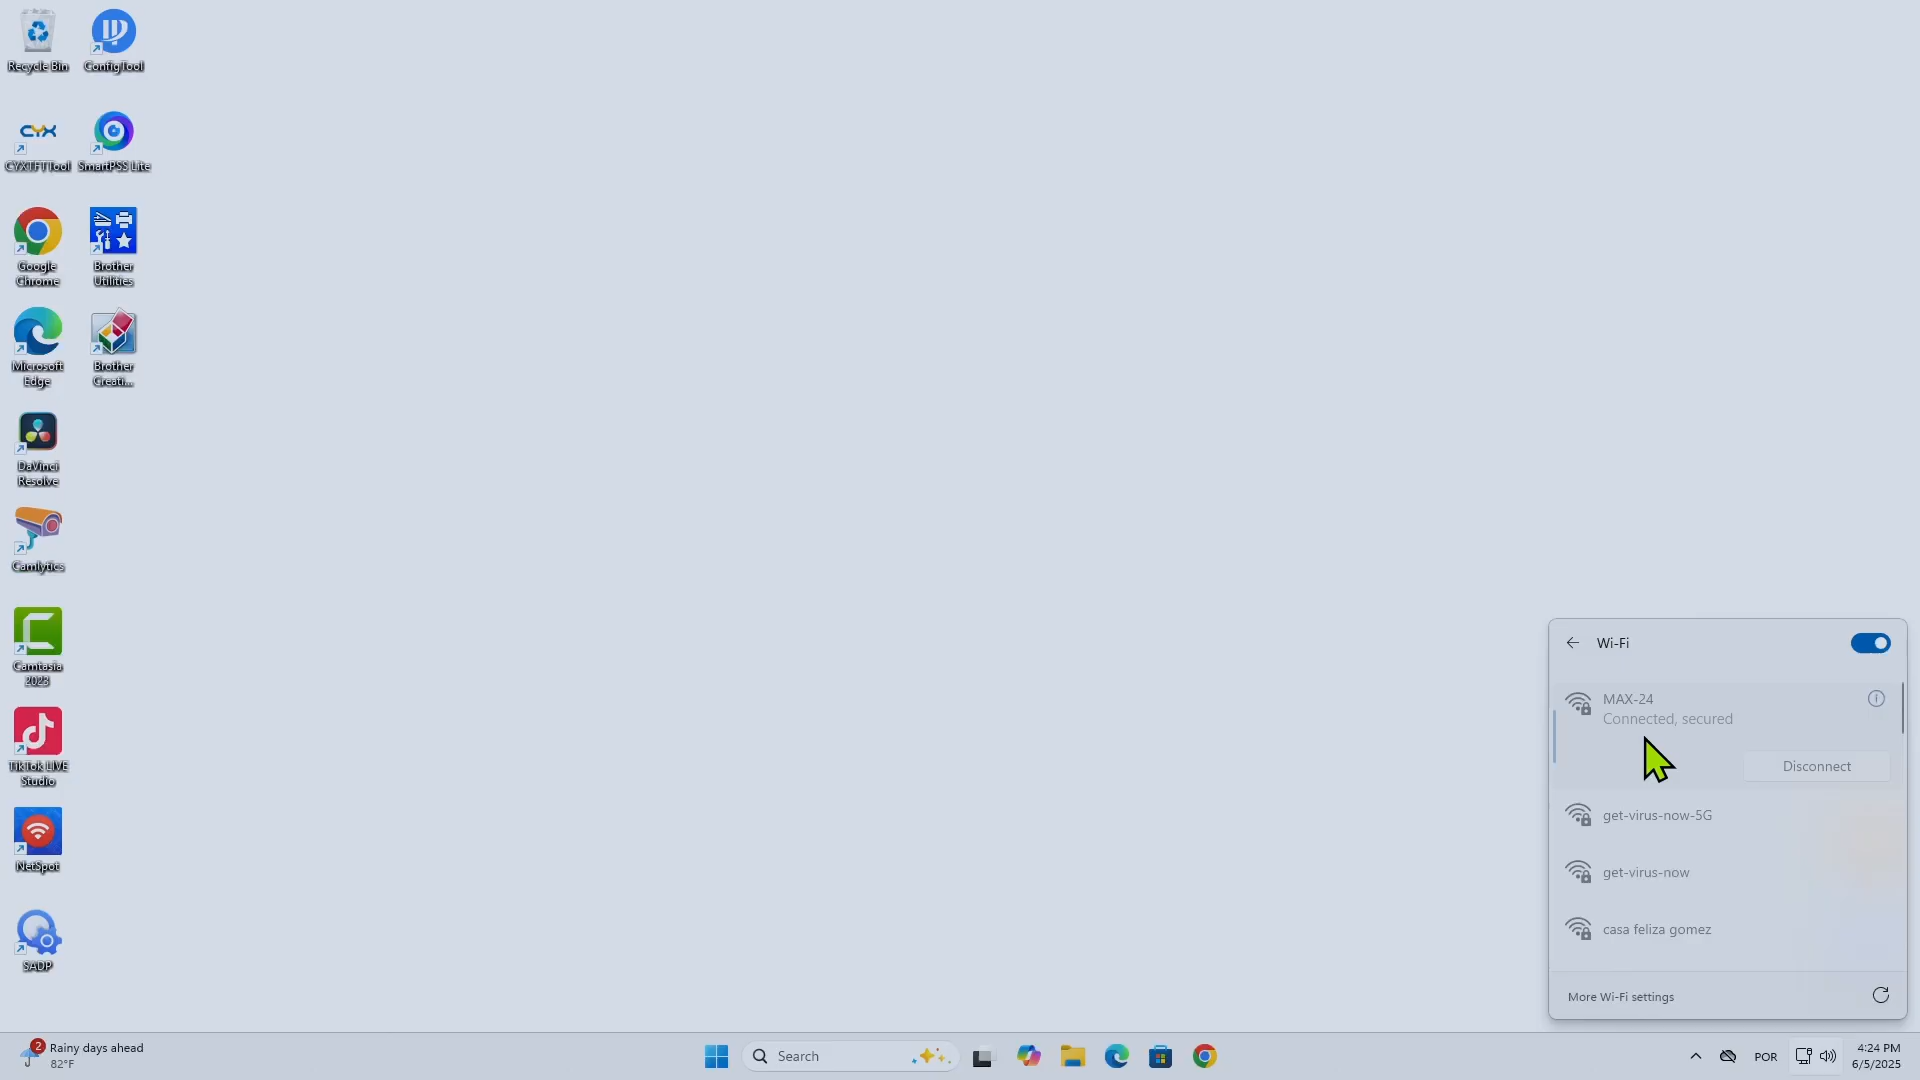 Recycle Bin
ConfigTool
CYX
CYXTFTTool
SmartPSS Lite
Google
Chrome
Brother
Utilities
Microsoft
Edge
Brother
Creati...
DaVinci
Resolve
Camlytics
Camtasia
2023
TikTok LIVE
Studio
NetSpot
SADP
Wi-Fi
MAX-24
Connected, secured
Disconnect
get-virus-now-5G
get-virus-now
casa feliza gomez
More Wi-Fi settings
2
Rainy days ahead
82°F
Search
POR
4:24 PM
6/5/2025